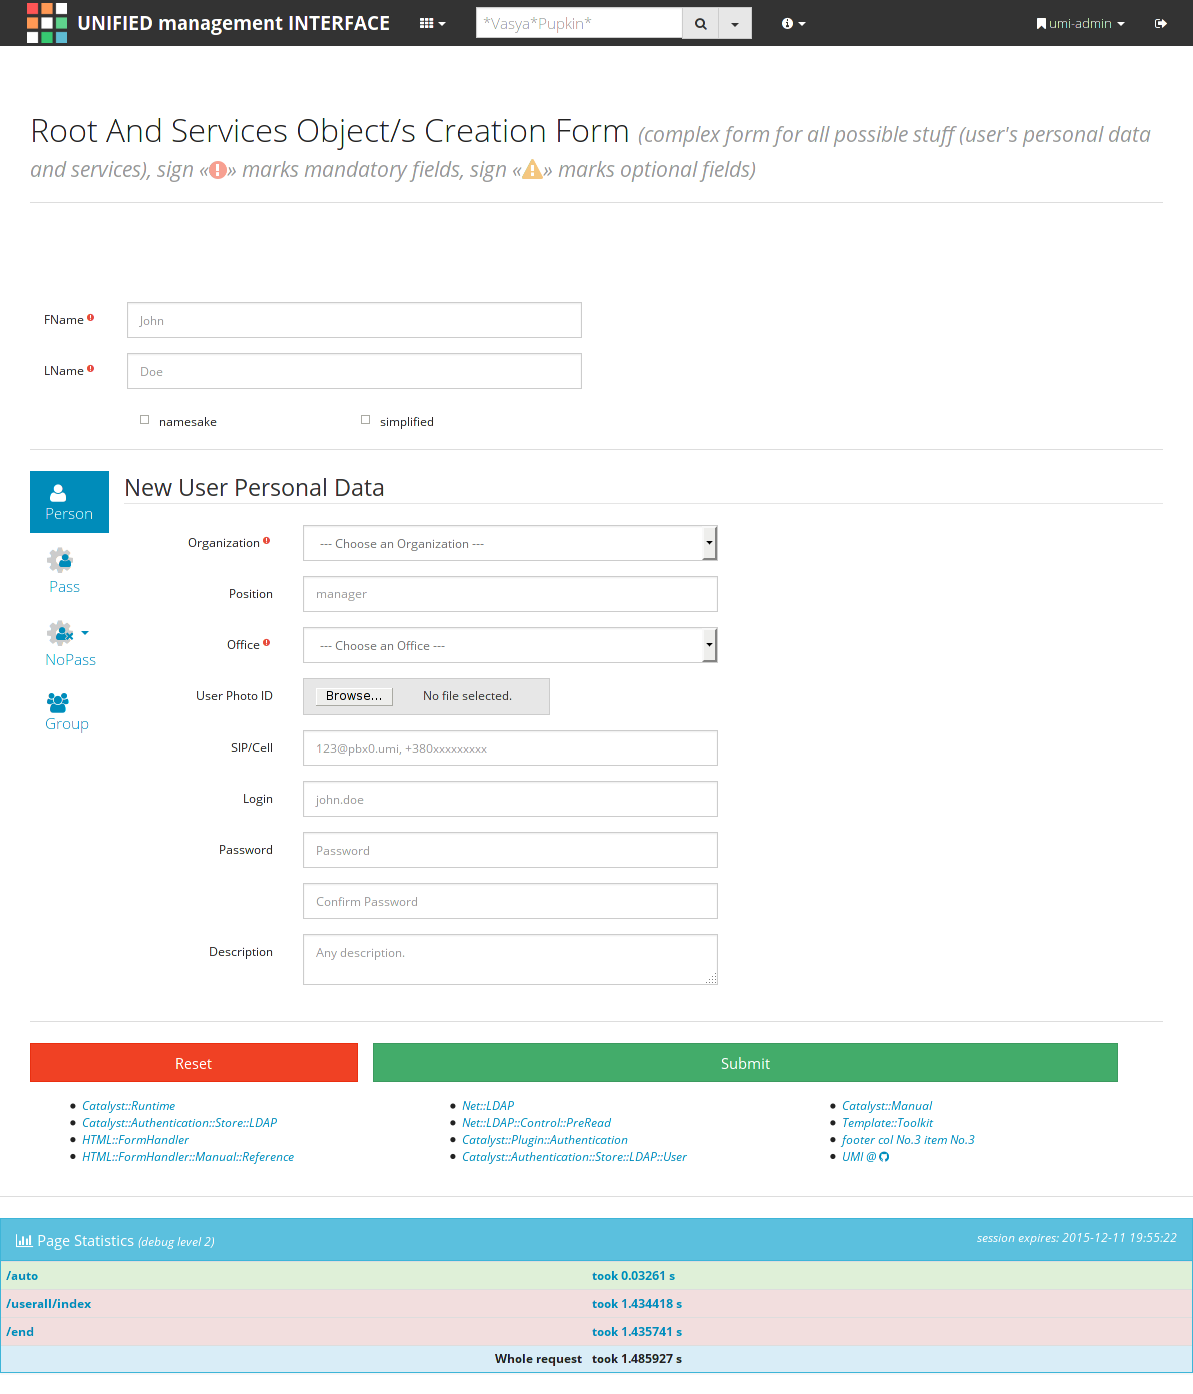 UNIFIED management INTERFACE
*Vasya*Pupkin*
umi-admin
Root And Services Object/s Creation Form (complex form for all possible stuff (user's personal data
and services), sign «» marks mandatory fields, sign «» marks optional fields)
FName
John
LName
Doe
namesake
simplified
Person
Pass
NoPass
Group
New User Personal Data
Organization
--- Choose an Organization ---
Position
manager
Office
--- Choose an Office ---
User Photo ID
Browse... No file selected.
SIP/Cell
123@pbx0.umi, +380xxxxxxxxx
Login
john.doe
Password
Password
Confirm Password
Description
Any description.
Reset
Submit
Catalyst::Runtime
Catalyst::Authentication::Store::LDAP
HTML::FormHandler
HTML::FormHandler::Manual::Reference
Net::LDAP
Net::LDAP::Control::PreRead
Catalyst::Plugin::Authentication
Catalyst::Authentication::Store::LDAP::User
Catalyst::Manual
Template::Toolkit
footer col No.3 item No.3
UMI @
Page Statistics (debug level 2)
session expires: 2015-12-11 19:55:22
/auto took 0.03261 s
/userall/index took 1.434418 s
/end took 1.435741 s
Whole request took 1.485927 s